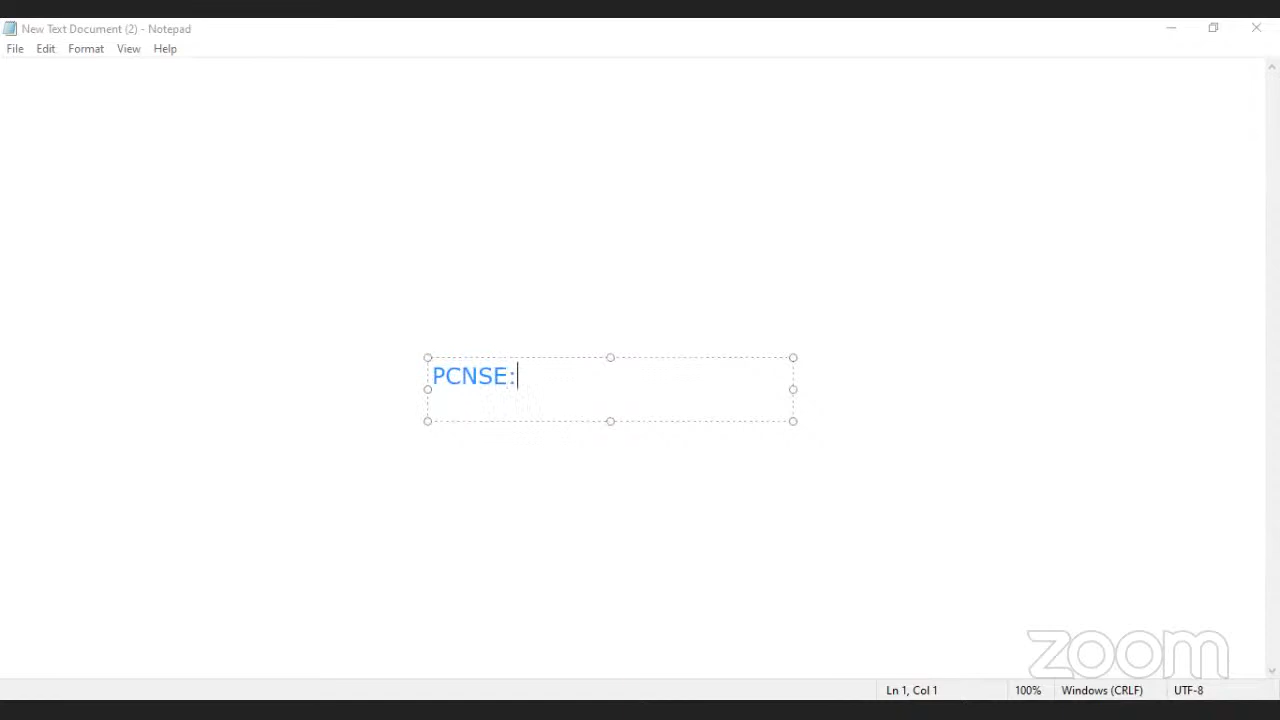 New Text Document (2) - Notepad
File Edit Format View Help
PCNSE:
zoom
Ln 1, Col 1 100% Windows (CRLF) UTF-8